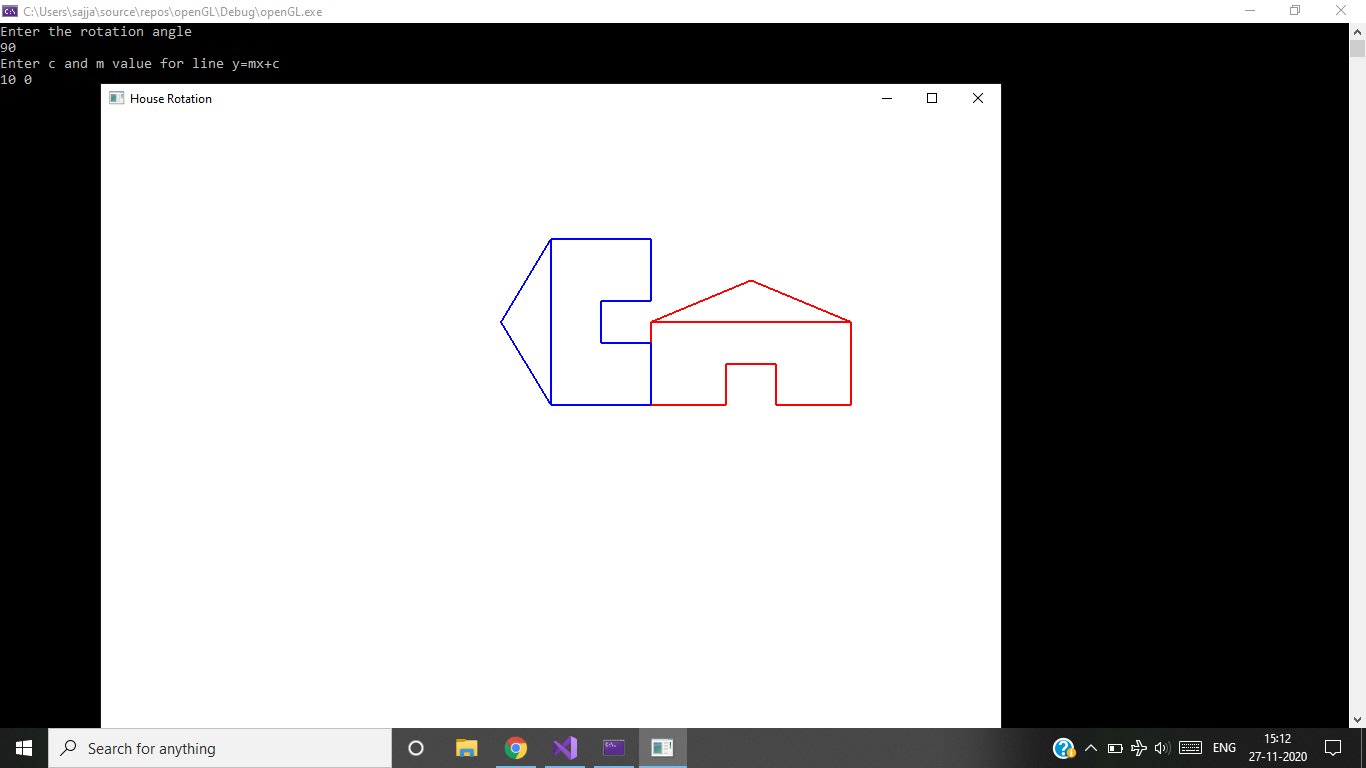 C:\Users\sajja\source\repos\openGL\Debug\openGL.exe
Enter the rotation angle
90
Enter c and m value for line y=mx+c
10 0
House Rotation
Search for anything
ENG
15:12
27-11-2020